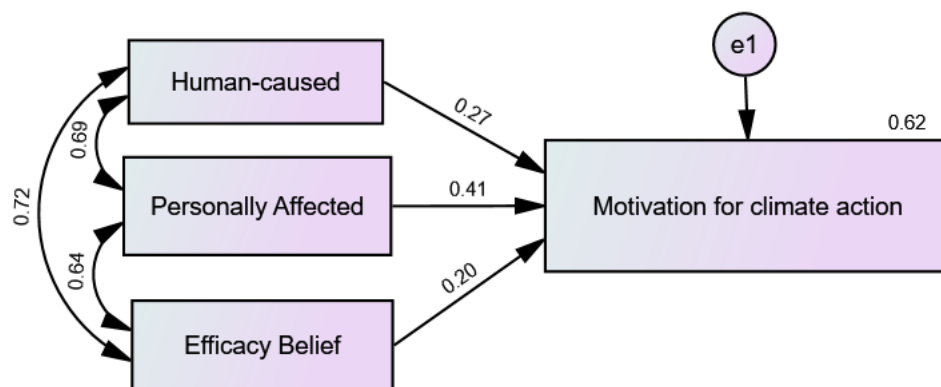 e1
Human-caused
0.62
0.27
0.69
0.72
Personally Affected
0.41
Motivation for climate action
0.64
0.20
Efficacy Belief